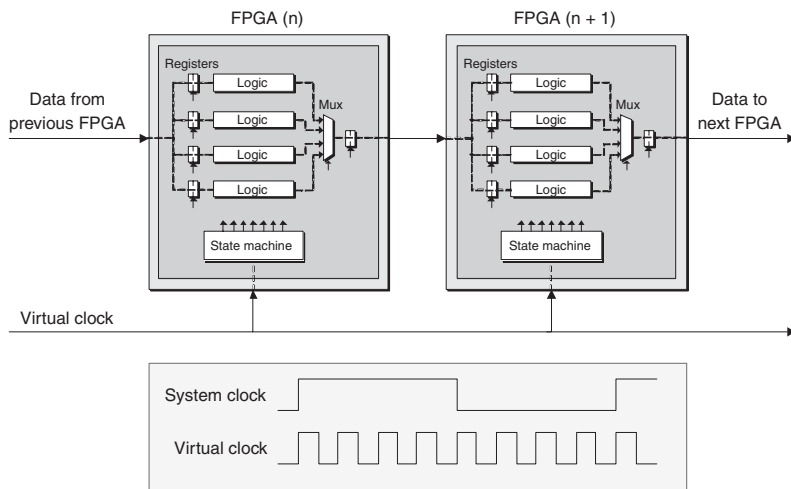 FPGA (n)
FPGA (n + 1)
Registers
Logic
Logic
Logic
Logic
Mux
State machine
Registers
Logic
Logic
Logic
Logic
Mux
State machine
Data from
previous FPGA
Data to
next FPGA
Virtual clock
System clock
Virtual clock